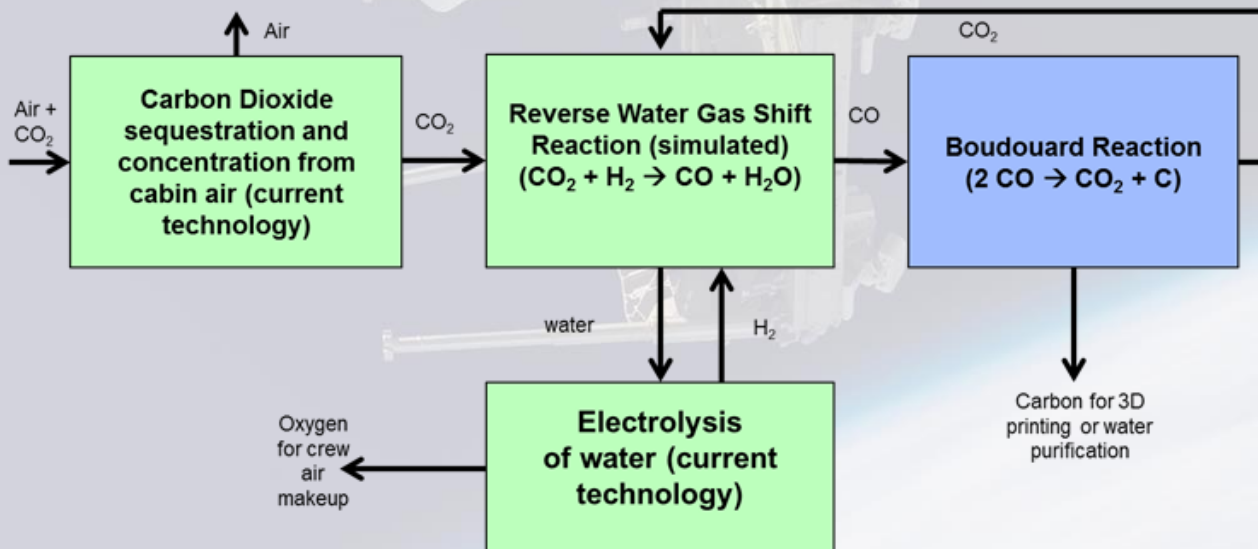 Air
CO₂
Air +
CO₂
Carbon Dioxide
sequestration and
concentration from
cabin air (current
technology)
CO₂
Reverse Water Gas Shift
Reaction (simulated)
(CO₂ + H₂ → CO + H₂O)
CO
Boudouard Reaction
(2 CO → CO₂ + C)
water
H₂
Oxygen
for crew
air
makeup
Electrolysis
of water (current
technology)
Carbon for 3D
printing or water
purification